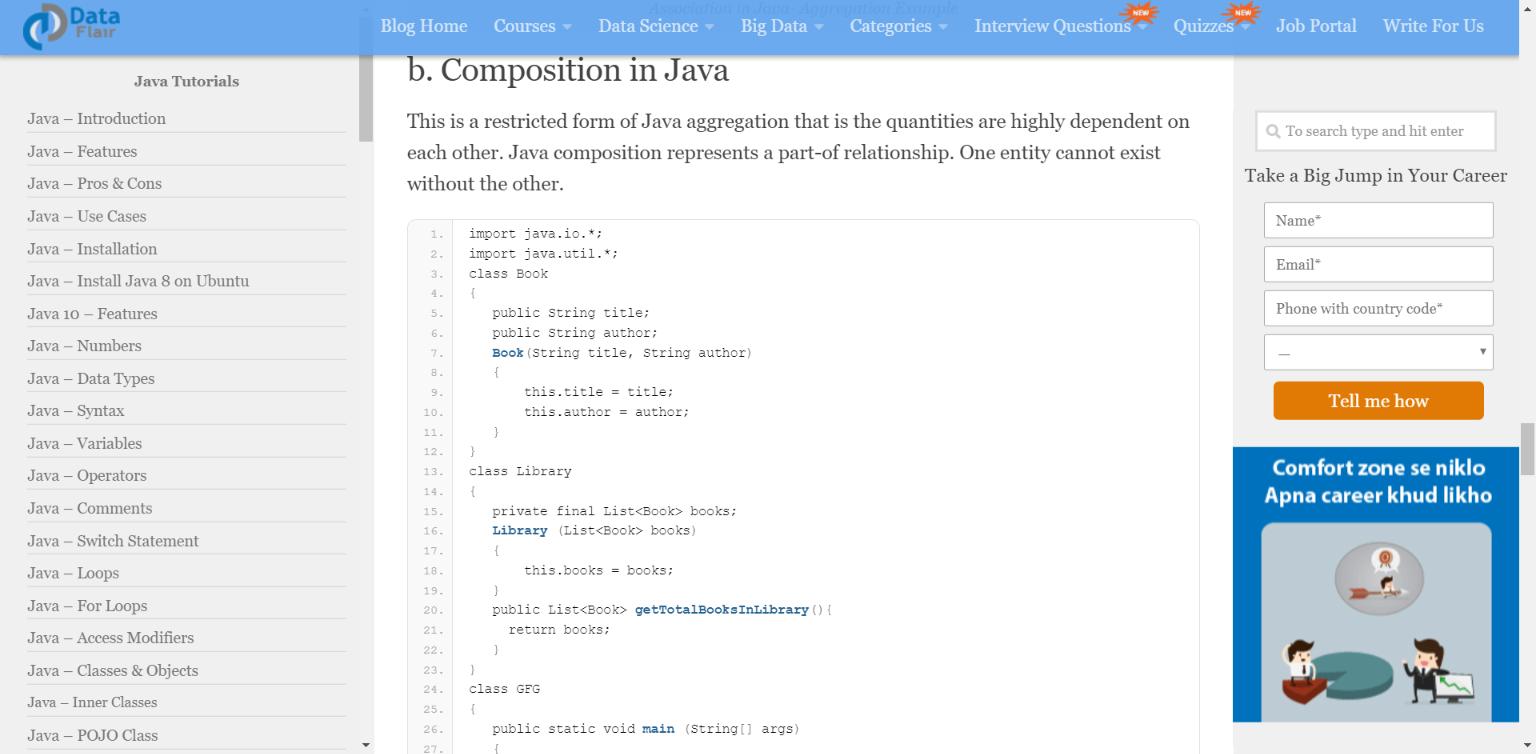 Data
Flair
Association in Java- Aggregation Example
Blog Home Courses Data Science Big Data Categories Interview Questions NEW Quizzes NEW Job Portal Write For Us
Java Tutorials
Java – Introduction
Java – Features
Java – Pros & Cons
Java – Use Cases
Java – Installation
Java – Install Java 8 on Ubuntu
Java 10 – Features
Java – Numbers
Java – Data Types
Java – Syntax
Java – Variables
Java – Operators
Java – Comments
Java – Switch Statement
Java – Loops
Java – For Loops
Java – Access Modifiers
Java – Classes & Objects
Java – Inner Classes
Java – POJO Class
b. Composition in Java
This is a restricted form of Java aggregation that is the quantities are highly dependent on
each other. Java composition represents a part-of relationship. One entity cannot exist
without the other.
1. import java.io.*;
2. import java.util.*;
3. class Book
4. {
5. public String title;
6. public String author;
7. Book(String title, String author)
8. {
9. this.title = title;
10. this.author = author;
11. }
12. }
13. class Library
14. {
15. private final List<Book> books;
16. Library (List<Book> books)
17. {
18. this.books = books;
19. }
20. public List<Book> getTotalBooksInLibrary(){
21. return books;
22. }
23. }
24. class GFG
25. {
26. public static void main (String[] args)
27. {
To search type and hit enter
Take a Big Jump in Your Career
Name*
Email*
Phone with country code*
—
Tell me how
Comfort zone se niklo
Apna career khud likho